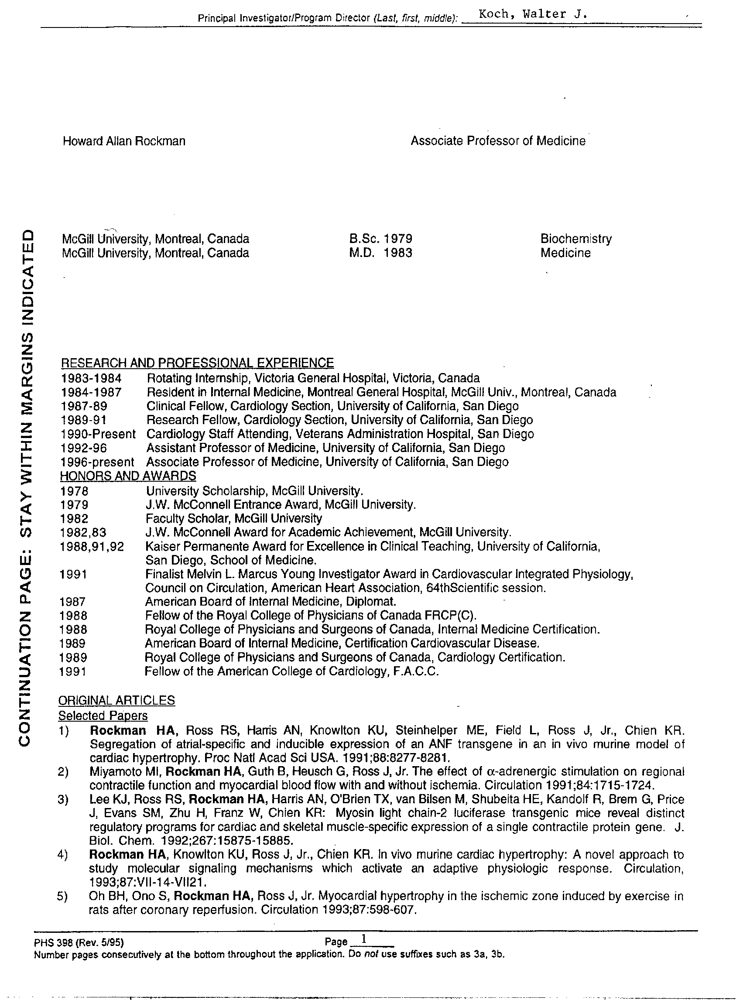 Principal Investigator/Program Director (Last, first, middle): Koch, Walter J.
Howard Allan Rockman Associate Professor of Medicine
McGill University, Montreal, Canada B.Sc. 1979 Biochemistry
McGill University, Montreal, Canada M.D. 1983 Medicine
CONTINUATION PAGE: STAY WITHIN MARGINS INDICATED
RESEARCH AND PROFESSIONAL EXPERIENCE
1983-1984 Rotating Internship, Victoria General Hospital, Victoria, Canada
1984-1987 Resident in Internal Medicine, Montreal General Hospital, McGill Univ., Montreal, Canada
1987-89 Clinical Fellow, Cardiology Section, University of California, San Diego
1989-91 Research Fellow, Cardiology Section, University of California, San Diego
1990-Present Cardiology Staff Attending, Veterans Administration Hospital, San Diego
1992-96 Assistant Professor of Medicine, University of California, San Diego
1996-present Associate Professor of Medicine, University of California, San Diego
HONORS AND AWARDS
1978 University Scholarship, McGill University.
1979 J.W. McConnell Entrance Award, McGill University.
1982 Faculty Scholar, McGill University
1982,83 J.W. McConnell Award for Academic Achievement, McGill University.
1988,91,92 Kaiser Permanente Award for Excellence in Clinical Teaching, University of California,
San Diego, School of Medicine.
1991 Finalist Melvin L. Marcus Young Investigator Award in Cardiovascular Integrated Physiology,
Council on Circulation, American Heart Association, 64thScientific session.
1987 American Board of Internal Medicine, Diplomat.
1988 Fellow of the Royal College of Physicians of Canada FRCP(C).
1988 Royal College of Physicians and Surgeons of Canada, Internal Medicine Certification.
1989 American Board of Internal Medicine, Certification Cardiovascular Disease.
1989 Royal College of Physicians and Surgeons of Canada, Cardiology Certification.
1991 Fellow of the American College of Cardiology, F.A.C.C.
ORIGINAL ARTICLES
Selected Papers
1) Rockman HA, Ross RS, Harris AN, Knowlton KU, Steinhelper ME, Field L, Ross J, Jr., Chien KR.
Segregation of atrial-specific and inducible expression of an ANF transgene in an in vivo murine model of
cardiac hypertrophy. Proc Natl Acad Sci USA. 1991;88:8277-8281.
2) Miyamoto MI, Rockman HA, Guth B, Heusch G, Ross J, Jr. The effect of α-adrenergic stimulation on regional
contractile function and myocardial blood flow with and without ischemia. Circulation 1991;84:1715-1724.
3) Lee KJ, Ross RS, Rockman HA, Harris AN, O'Brien TX, van Bilsen M, Shubeita HE, Kandolf R, Brem G, Price
J, Evans SM, Zhu H, Franz W, Chien KR: Myosin light chain-2 luciferase transgenic mice reveal distinct
regulatory programs for cardiac and skeletal muscle-specific expression of a single contractile protein gene. J.
Biol. Chem. 1992;267:15875-15885.
4) Rockman HA, Knowlton KU, Ross J, Jr., Chien KR. In vivo murine cardiac hypertrophy: A novel approach to
study molecular signaling mechanisms which activate an adaptive physiologic response. Circulation,
1993;87:VII-14-VII21.
5) Oh BH, Ono S, Rockman HA, Ross J, Jr. Myocardial hypertrophy in the ischemic zone induced by exercise in
rats after coronary reperfusion. Circulation 1993;87:598-607.
PHS 398 (Rev. 5/95) Page 1
Number pages consecutively at the bottom throughout the application. Do not use suffixes such as 3a, 3b.